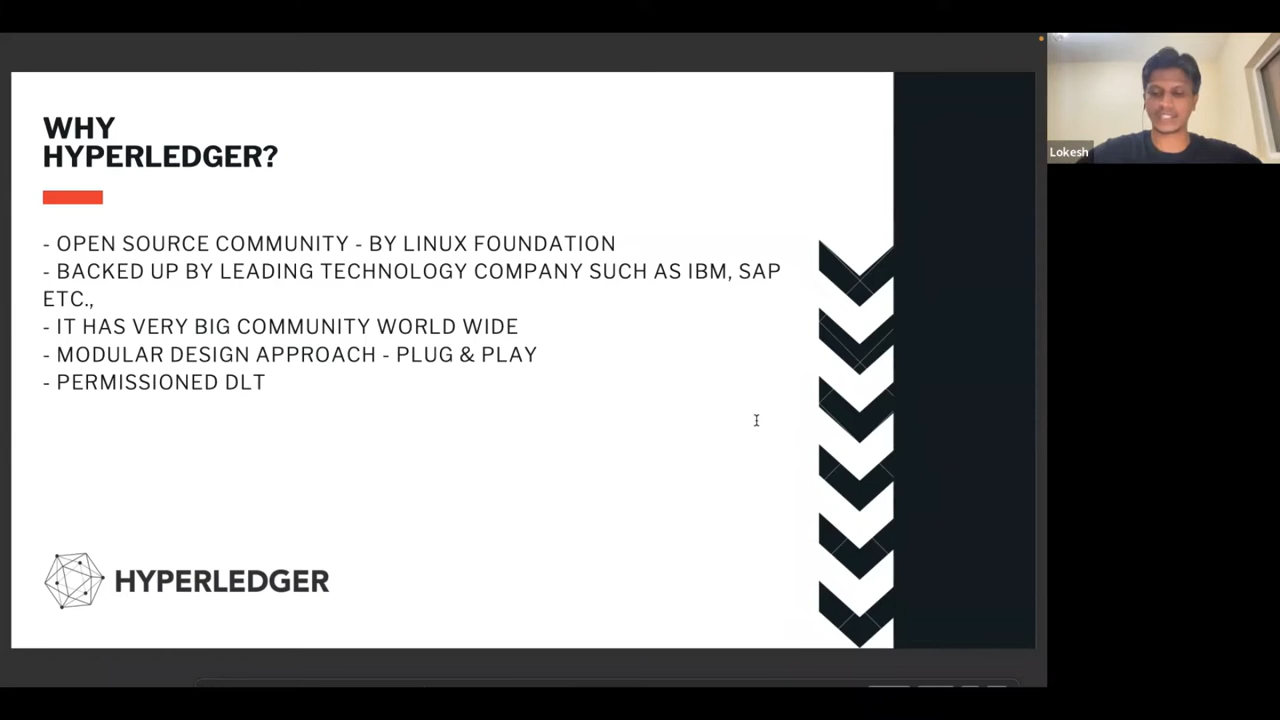 WHY
HYPERLEDGER?
- OPEN SOURCE COMMUNITY - BY LINUX FOUNDATION
- BACKED UP BY LEADING TECHNOLOGY COMPANY SUCH AS IBM, SAP
ETC.,
- IT HAS VERY BIG COMMUNITY WORLD WIDE
- MODULAR DESIGN APPROACH - PLUG & PLAY
- PERMISSIONED DLT
HYPERLEDGER
Lokesh